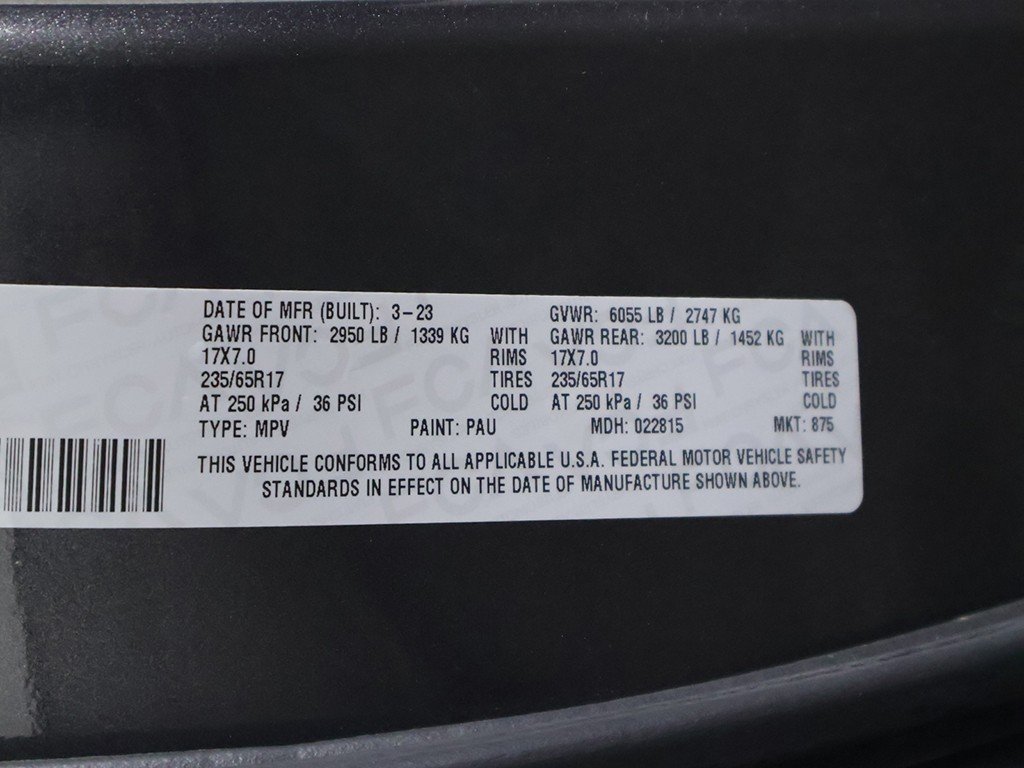 DATE OF MFR (BUILT): 3-23 GVWR: 6055 LB / 2747 KG
GAWR FRONT: 2950 LB / 1339 KG WITH GAWR REAR: 3200 LB / 1452 KG WITH
17X7.0 RIMS 17X7.0 RIMS
235/65R17 TIRES 235/65R17 TIRES
AT 250 kPa / 36 PSI COLD AT 250 kPa / 36 PSI COLD
TYPE: MPV PAINT: PAU MDH: 022815 MKT: 875
THIS VEHICLE CONFORMS TO ALL APPLICABLE U.S.A. FEDERAL MOTOR VEHICLE SAFETY
STANDARDS IN EFFECT ON THE DATE OF MANUFACTURE SHOWN ABOVE.